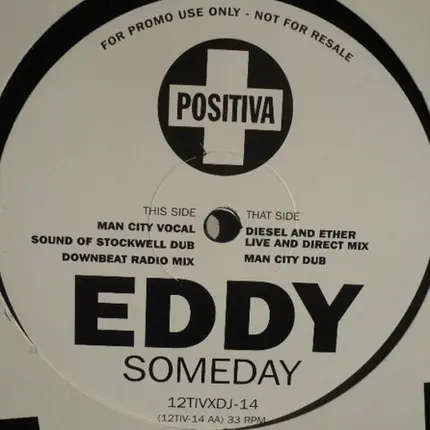 FOR PROMO USE ONLY - NOT FOR RESALE
POSITIVA
THIS SIDE
MAN CITY VOCAL
SOUND OF STOCKWELL DUB
DOWNBEAT RADIO MIX
THAT SIDE
DIESEL AND ETHER
LIVE AND DIRECT MIX
MAN CITY DUB
EDDY
SOMEDAY
12TIVXDJ-14
(12TIV-14 AA) 33 RPM